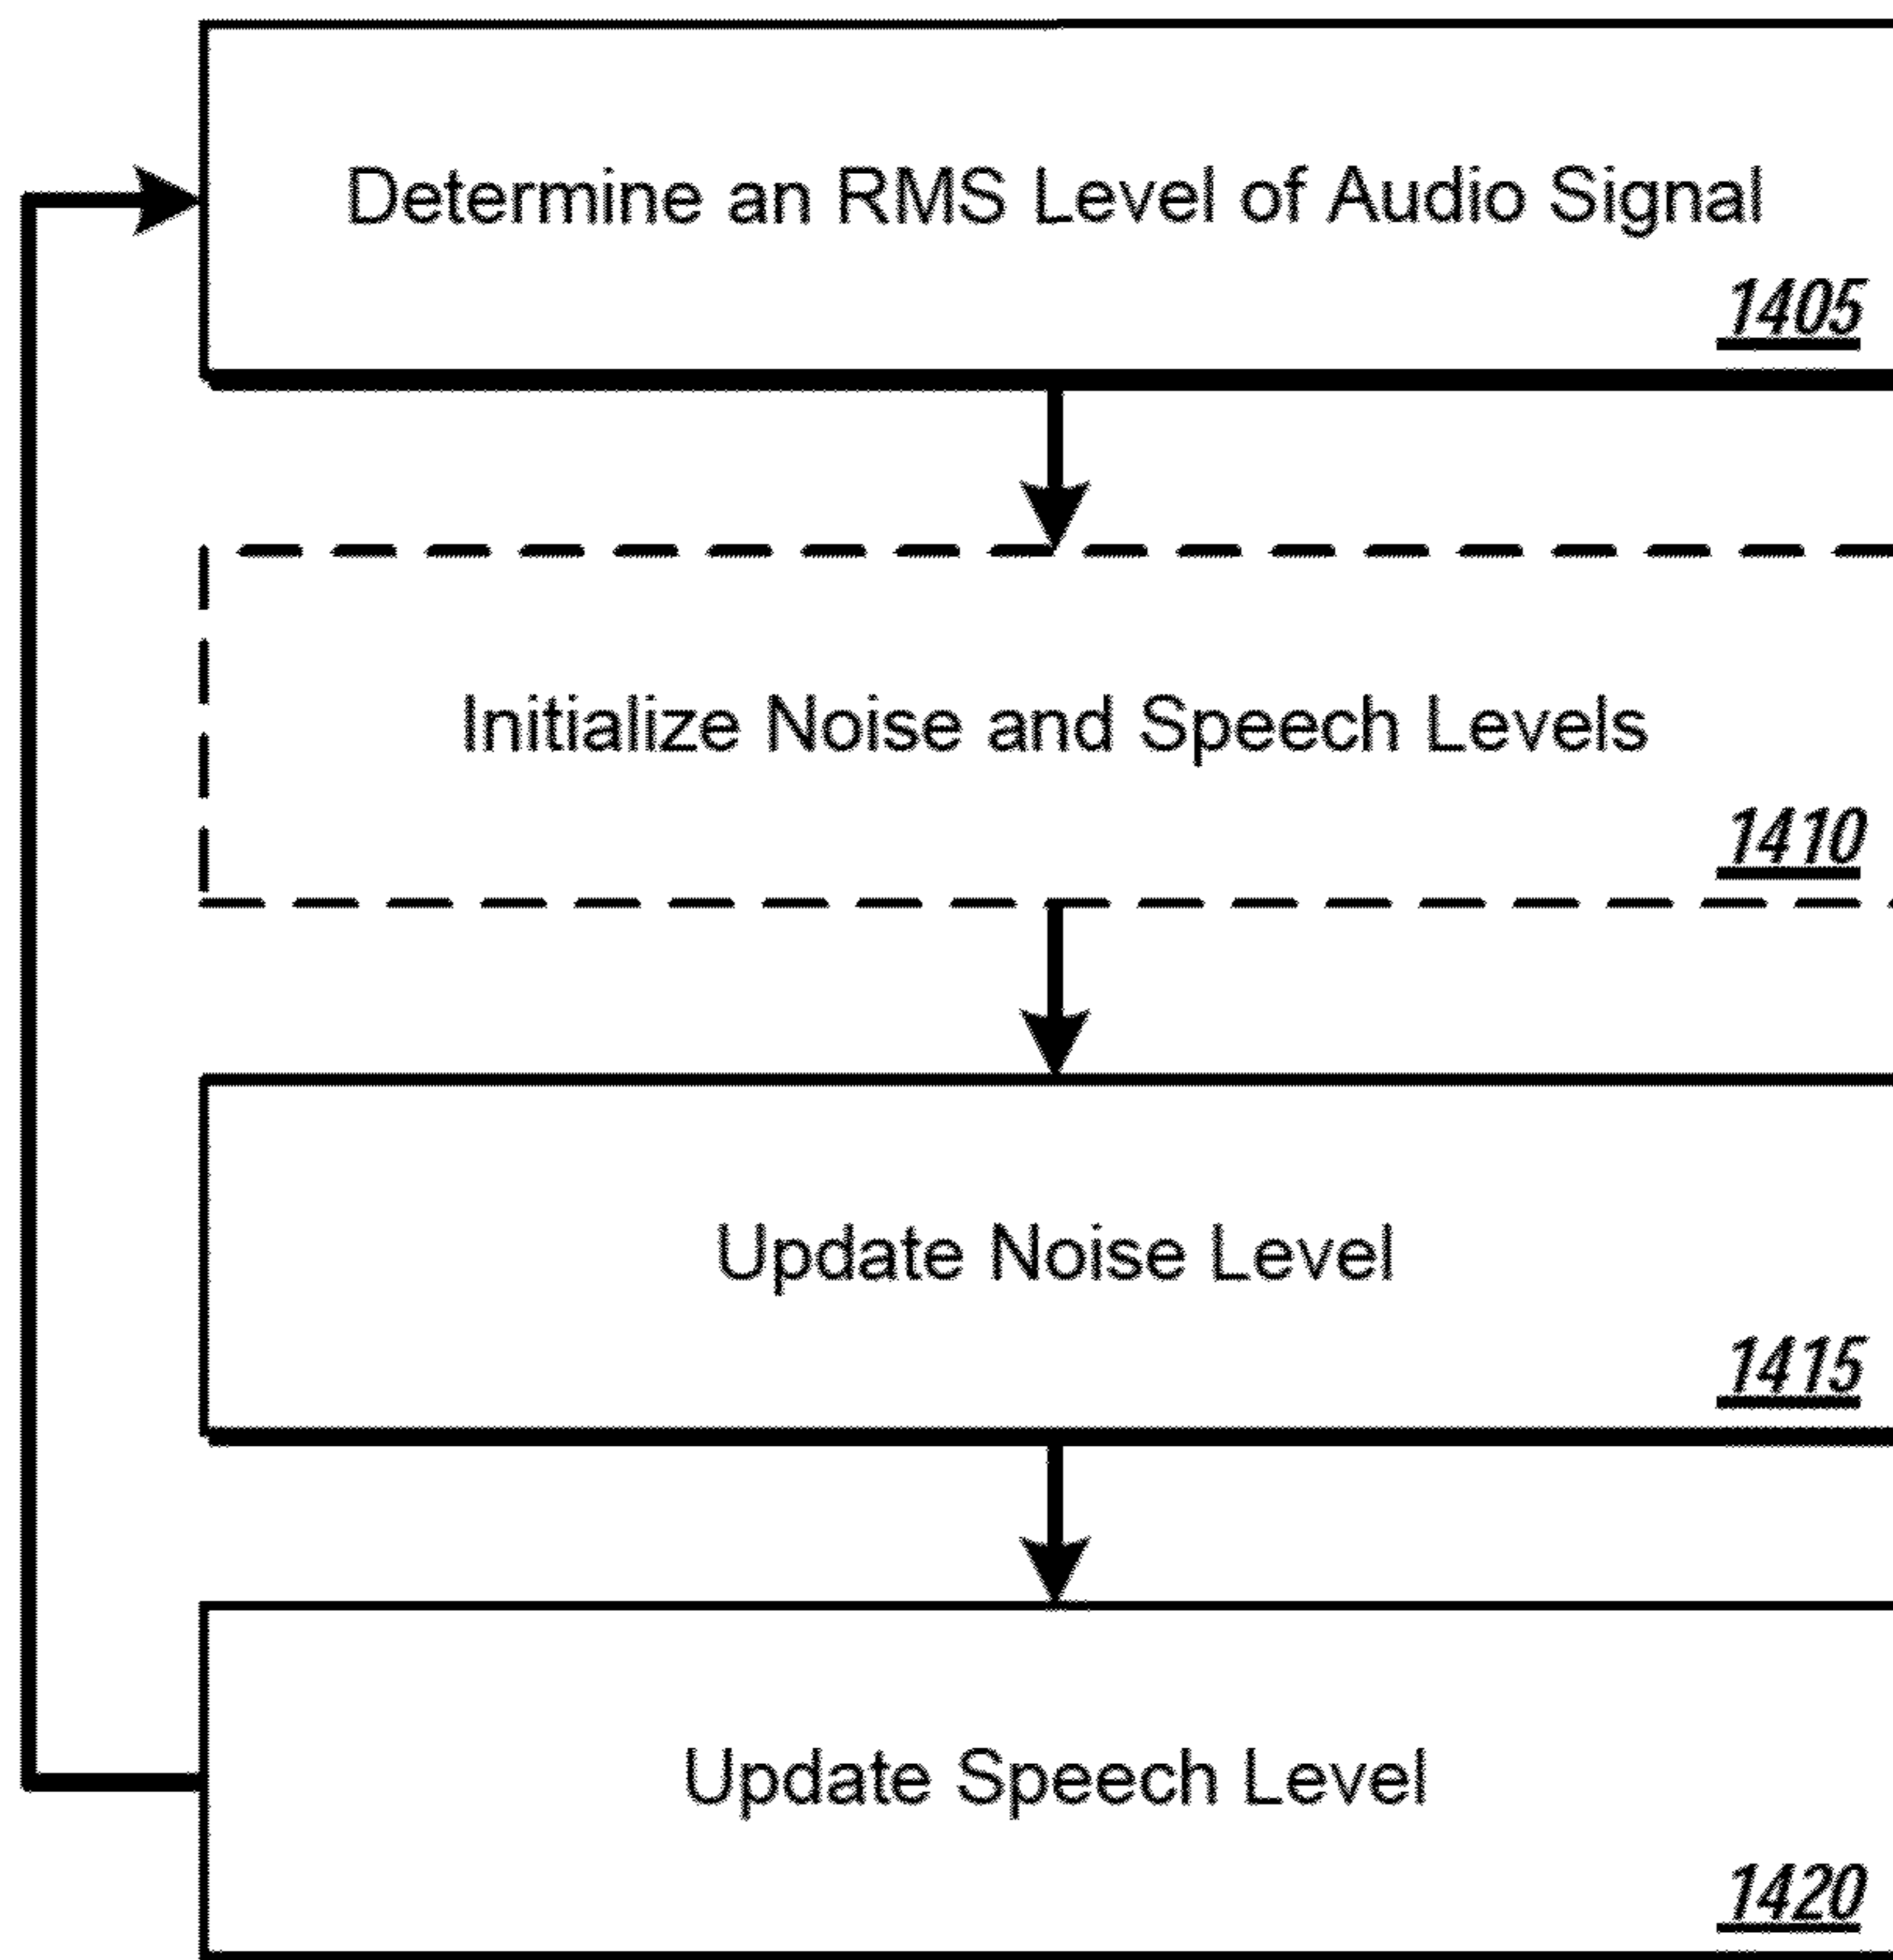 Determine an RMS Level of Audio Signal
1405
Initialize Noise and Speech Levels
1410
Update Noise Level
1415
Update Speech Level
1420